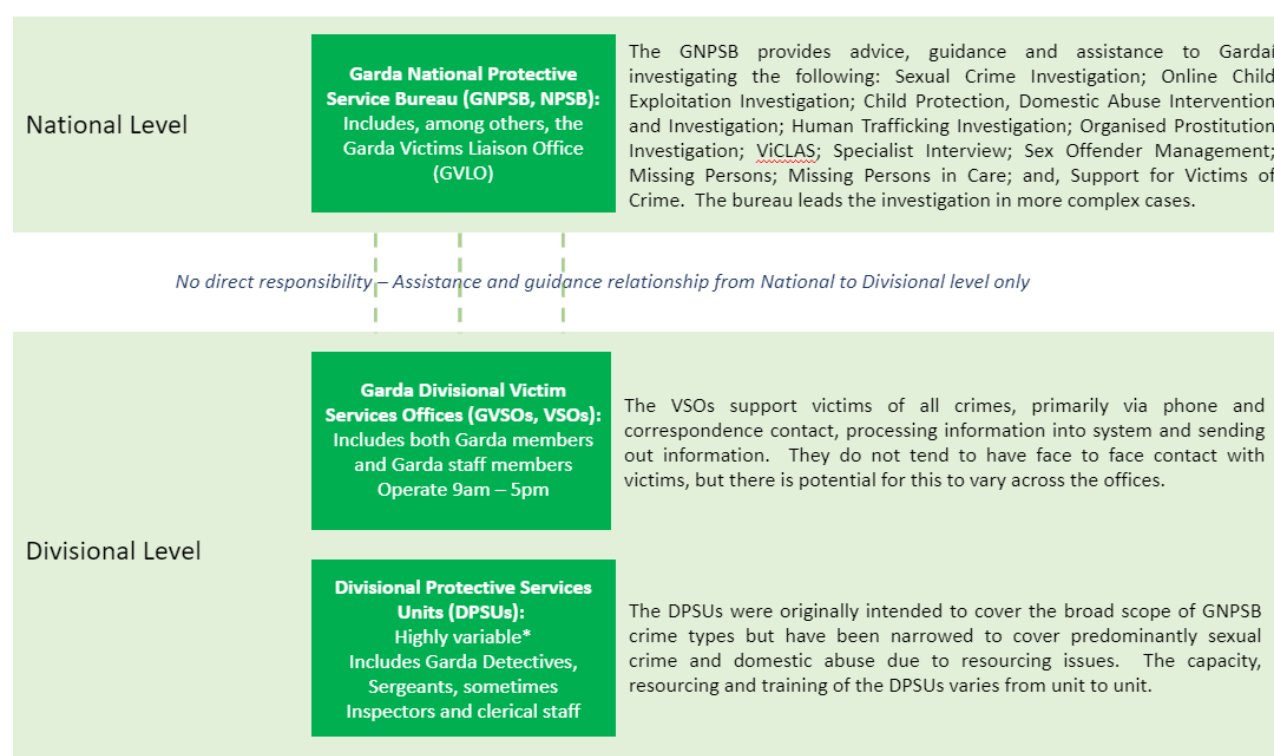 National Level
Garda National Protective
Service Bureau (GNPSB, NPSB):
Includes, among others, the
Garda Victims Liaison Office
(GVLO)
The GNPSB provides advice, guidance and assistance to Gardaí
investigating the following: Sexual Crime Investigation; Online Child
Exploitation Investigation; Child Protection, Domestic Abuse Intervention
and Investigation; Human Trafficking Investigation; Organised Prostitution
Investigation; ViCLAS; Specialist Interview; Sex Offender Management;
Missing Persons; Missing Persons in Care; and, Support for Victims of
Crime. The bureau leads the investigation in more complex cases.
No direct responsibility – Assistance and guidance relationship from National to Divisional level only
Divisional Level
Garda Divisional Victim
Services Offices (GVSOs, VSOs):
Includes both Garda members
and Garda staff members
Operate 9am – 5pm
The VSOs support victims of all crimes, primarily via phone and
correspondence contact, processing information into system and sending
out information. They do not tend to have face to face contact with
victims, but there is potential for this to vary across the offices.
Divisional Protective Services
Units (DPSUs):
Highly variable*
Includes Garda Detectives,
Sergeants, sometimes
Inspectors and clerical staff
The DPSUs were originally intended to cover the broad scope of GNPSB
crime types but have been narrowed to cover predominantly sexual
crime and domestic abuse due to resourcing issues. The capacity,
resourcing and training of the DPSUs varies from unit to unit.